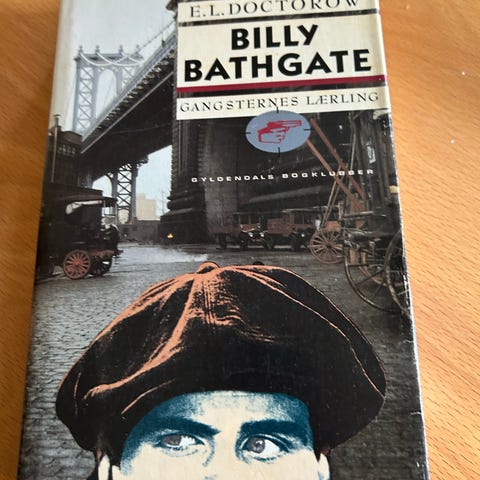 E.L. DOCTOROW
BILLY
BATHGATE
GANGSTERNES LÆRLING
GYLDENDALS BOGKLUBBER